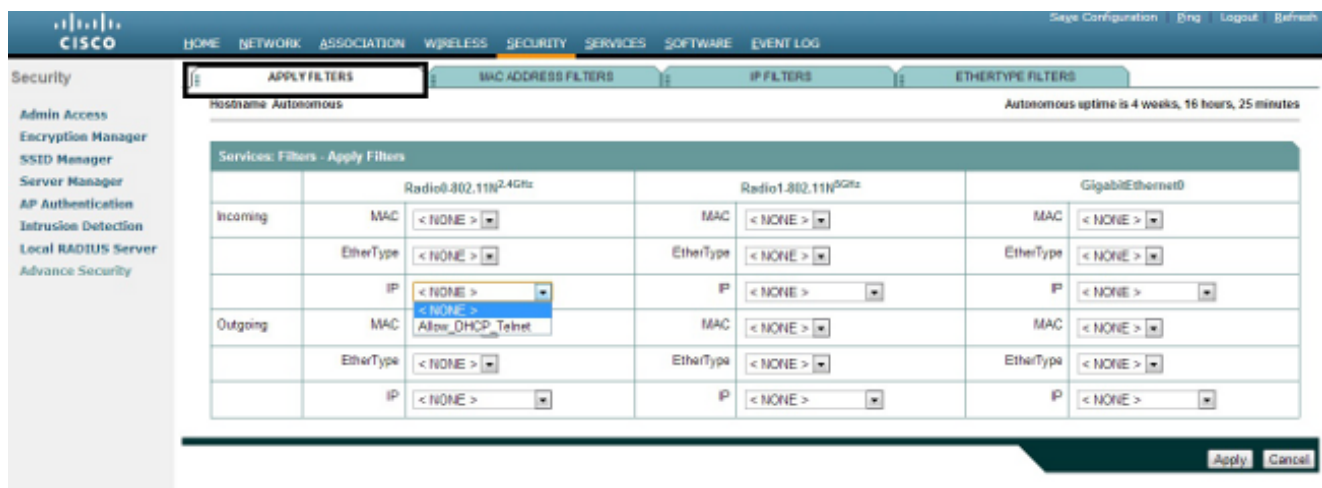 Save Configuration Ping Logout Refresh
CISCO
HOME NETWORK ASSOCIATION WIRELESS SECURITY SERVICES SOFTWARE EVENT LOG
Security
APPLY FILTERS MAC ADDRESS FILTERS IP FILTERS ETHERTYPE FILTERS
Admin Access
Encryption Manager
SSID Manager
Server Manager
AP Authentication
Intrusion Detection
Local RADIUS Server
Advance Security
Hostname Autonomous Autonomous uptime is 4 weeks, 16 hours, 25 minutes
Services: Filters - Apply Filters
Radio0-802.11N2.4GHz Radio1-802.11N5GHz GigabitEthernet0
Incoming MAC < NONE > MAC < NONE > MAC < NONE >
EtherType < NONE > EtherType < NONE > EtherType < NONE >
IP < NONE > IP < NONE > IP < NONE >
< NONE >
Outgoing MAC Allow_DHCP_Telnet MAC < NONE > MAC < NONE >
EtherType < NONE > EtherType < NONE > EtherType < NONE >
IP < NONE > IP < NONE > IP < NONE >
Apply Cancel